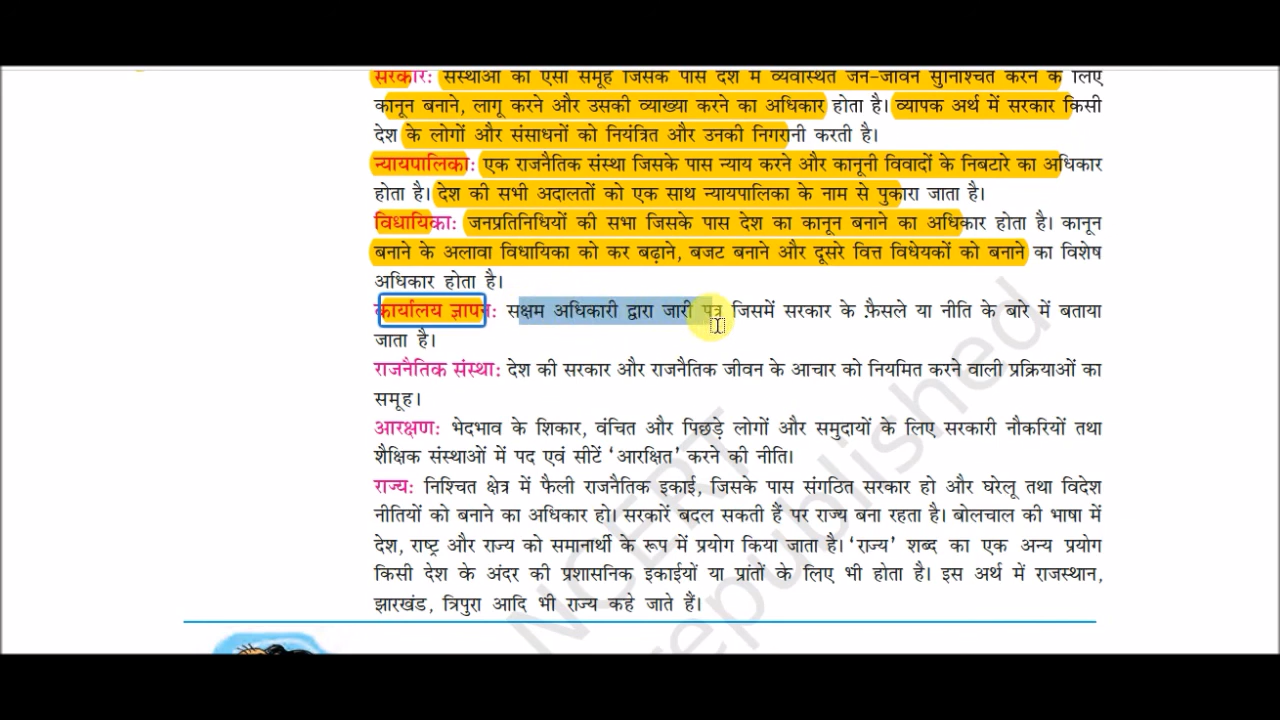 सरकार: संस्थाओं का ऐसा समूह जिसके पास देश में व्यवस्थित जन-जीवन सुनिश्चित करने के लिए
कानून बनाने, लागू करने और उसकी व्याख्या करने का अधिकार होता है। व्यापक अर्थ में सरकार किसी
देश के लोगों और संसाधनों को नियंत्रित और उनकी निगरानी करती है।
न्यायपालिका: एक राजनैतिक संस्था जिसके पास न्याय करने और कानूनी विवादों के निबटारे का अधिकार
होता है। देश की सभी अदालतों को एक साथ न्यायपालिका के नाम से पुकारा जाता है।
विधायिका: जनप्रतिनिधियों की सभा जिसके पास देश का कानून बनाने का अधिकार होता है। कानून
बनाने के अलावा विधायिका को कर बढ़ाने, बजट बनाने और दूसरे वित्त विधेयकों को बनाने का विशेष
अधिकार होता है।
कार्यालय ज्ञापन: सक्षम अधिकारी द्वारा जारी पत्र जिसमें सरकार के फ़ैसले या नीति के बारे में बताया
जाता है।
राजनैतिक संस्था: देश की सरकार और राजनैतिक जीवन के आचार को नियमित करने वाली प्रक्रियाओं का
समूह।
आरक्षण: भेदभाव के शिकार, वंचित और पिछड़े लोगों और समुदायों के लिए सरकारी नौकरियों तथा
शैक्षिक संस्थाओं में पद एवं सीटें ‘आरक्षित’ करने की नीति।
राज्य: निश्चित क्षेत्र में फैली राजनैतिक इकाई, जिसके पास संगठित सरकार हो और घरेलू तथा विदेश
नीतियों को बनाने का अधिकार हो। सरकारें बदल सकती हैं पर राज्य बना रहता है। बोलचाल की भाषा में
देश, राष्ट्र और राज्य को समानार्थी के रूप में प्रयोग किया जाता है। ‘राज्य’ शब्द का एक अन्य प्रयोग
किसी देश के अंदर की प्रशासनिक इकाईयों या प्रांतों के लिए भी होता है। इस अर्थ में राजस्थान,
झारखंड, त्रिपुरा आदि भी राज्य कहे जाते हैं।
NCERT
republished